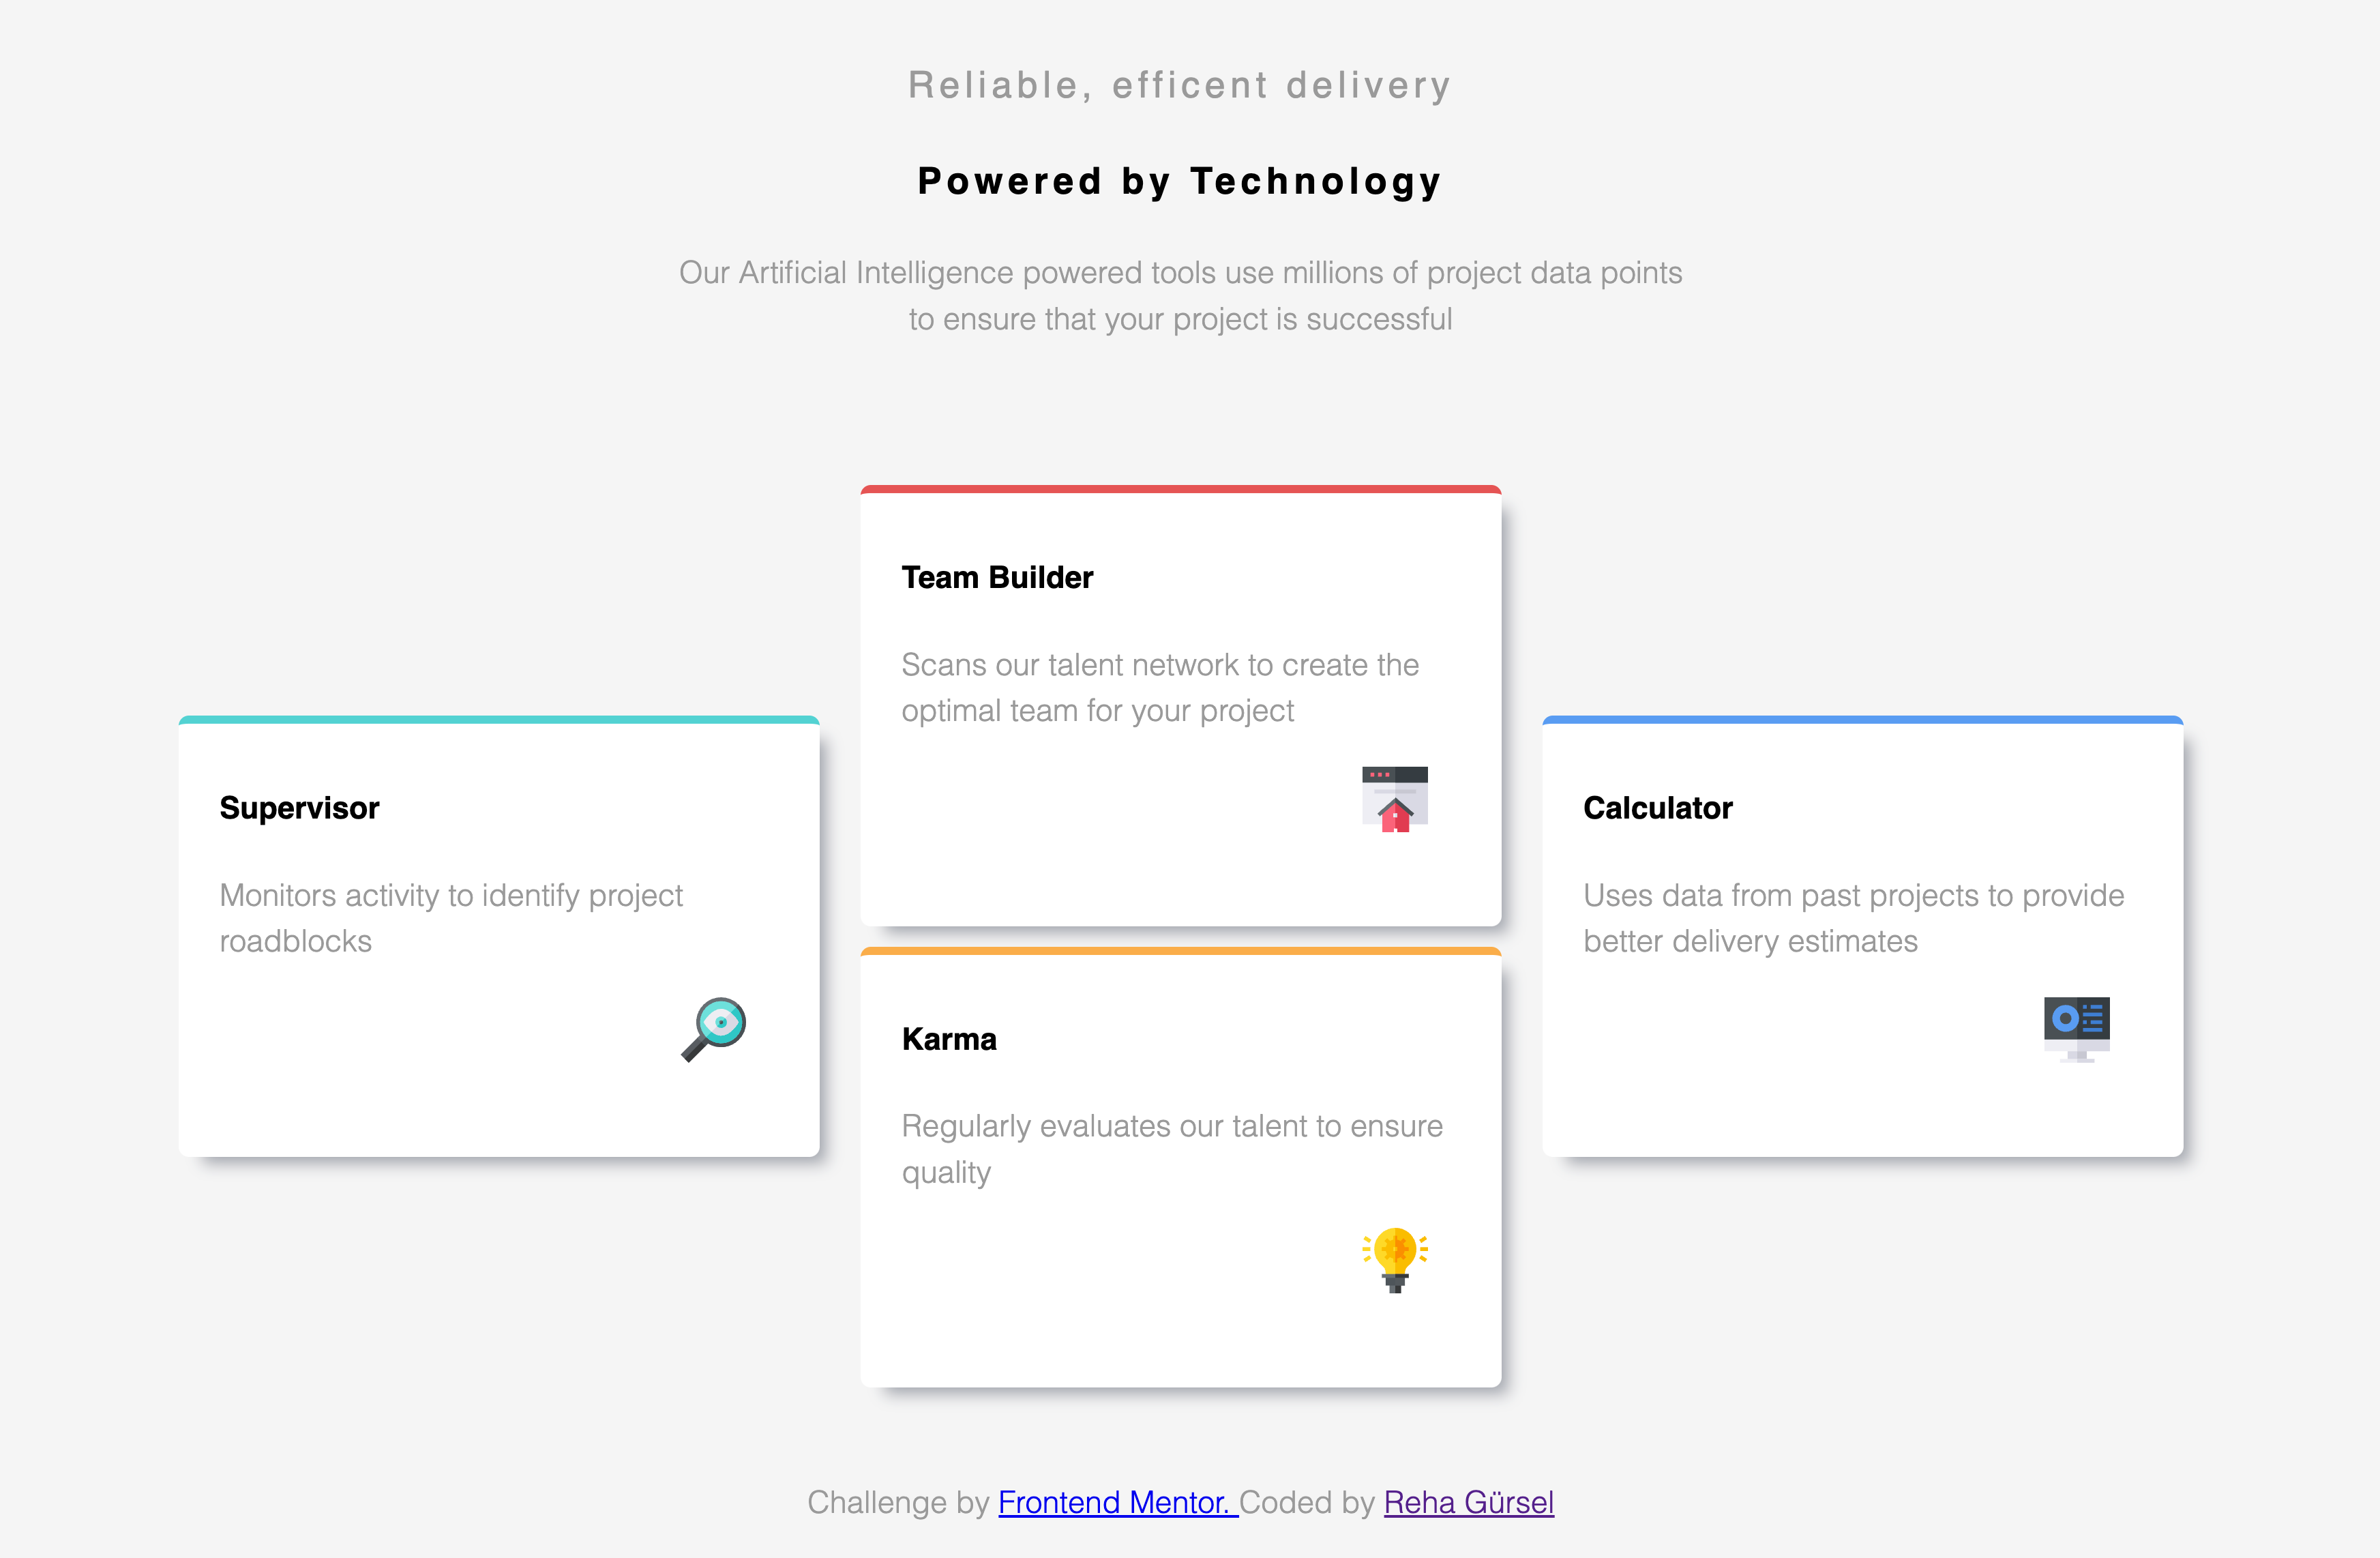 Reliable, efficent delivery
Powered by Technology
Our Artificial Intelligence powered tools use millions of project data points
to ensure that your project is successful
Supervisor
Monitors activity to identify project
roadblocks
Team Builder
Scans our talent network to create the
optimal team for your project
Karma
Regularly evaluates our talent to ensure
quality
Calculator
Uses data from past projects to provide
better delivery estimates
Challenge by Frontend Mentor. Coded by Reha Gürsel